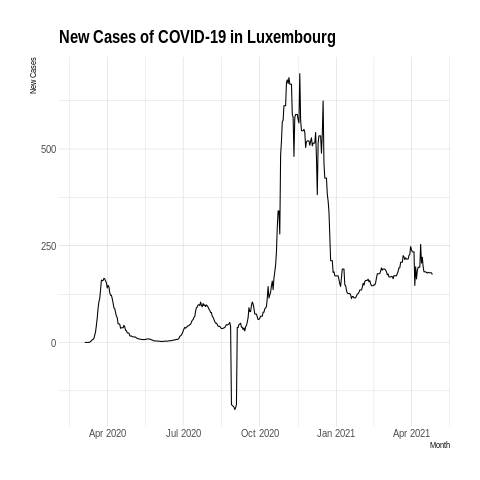 New Cases of COVID-19 in Luxembourg
New Cases
500
250
0
Apr 2020 Jul 2020 Oct 2020 Jan 2021 Apr 2021
Month